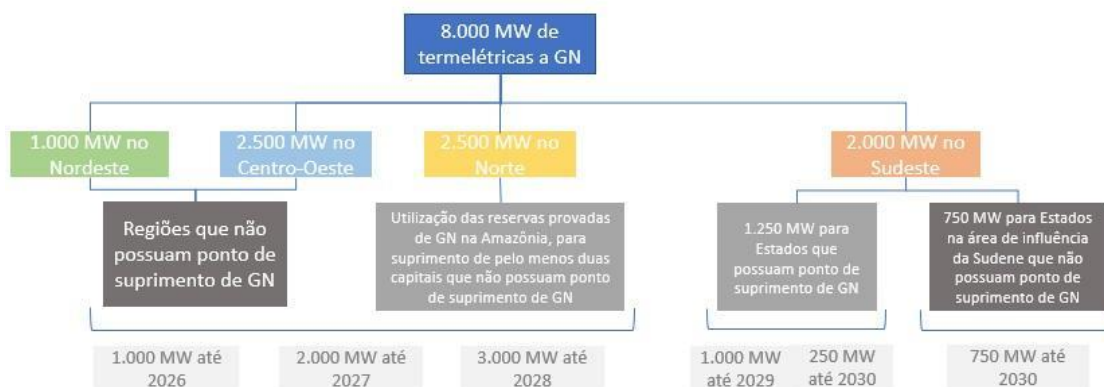 8.000 MW de
termelétricas a GN
1.000 MW no
Nordeste
2.500 MW no
Centro-Oeste
2.500 MW no
Norte
2.000 MW no
Sudeste
Regiões que não
possuam ponto de
suprimento de GN
Utilização das reservas provadas
de GN na Amazônia, para
suprimento de pelo menos duas
capitais que não possuam ponto
de suprimento de GN
1.250 MW para
Estados que
possuam ponto de
suprimento de GN
750 MW para Estados
na área de influência
da Sudene que não
possuam ponto de
suprimento de GN
1.000 MW até
2026
2.000 MW até
2027
3.000 MW até
2028
1.000 MW
até 2029
250 MW
até 2030
750 MW até
2030